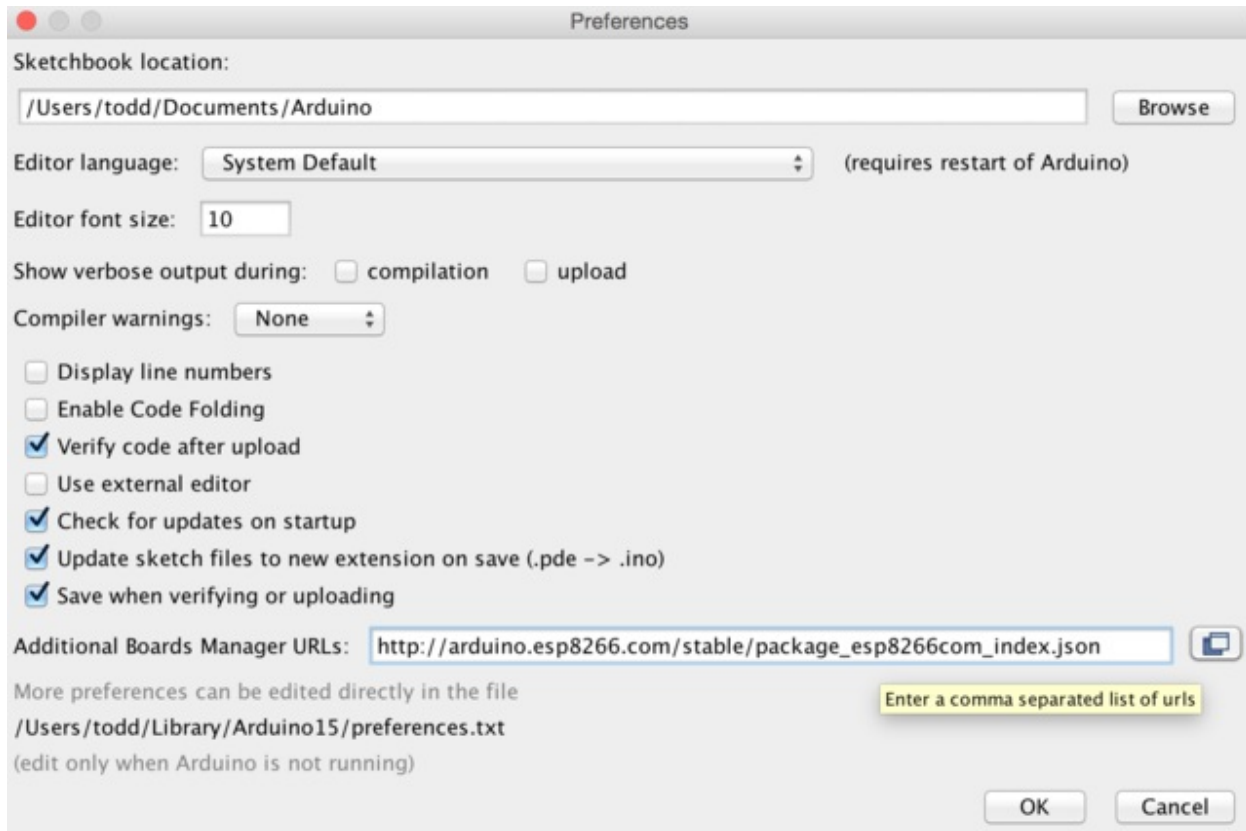 Preferences
Sketchbook location:
/Users/todd/Documents/Arduino Browse
Editor language: System Default (requires restart of Arduino)
Editor font size: 10
Show verbose output during: compilation upload
Compiler warnings: None
Display line numbers
Enable Code Folding
Verify code after upload
Use external editor
Check for updates on startup
Update sketch files to new extension on save (.pde -> .ino)
Save when verifying or uploading
Additional Boards Manager URLs: http://arduino.esp8266.com/stable/package_esp8266com_index.json
More preferences can be edited directly in the file
Enter a comma separated list of urls
/Users/todd/Library/Arduino15/preferences.txt
(edit only when Arduino is not running)
OK Cancel